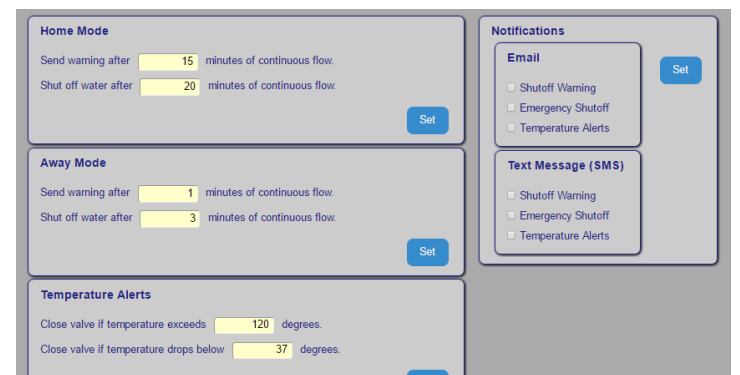 Home Mode
Send warning after 15 minutes of continuous flow.
Shut off water after 20 minutes of continuous flow.
Set
Away Mode
Send warning after 1 minutes of continuous flow.
Shut off water after 3 minutes of continuous flow.
Set
Temperature Alerts
Close valve if temperature exceeds 120 degrees.
Close valve if temperature drops below 37 degrees.
Notifications
Email
Set
Shutoff Warning
Emergency Shutoff
Temperature Alerts
Text Message (SMS)
Shutoff Warning
Emergency Shutoff
Temperature Alerts